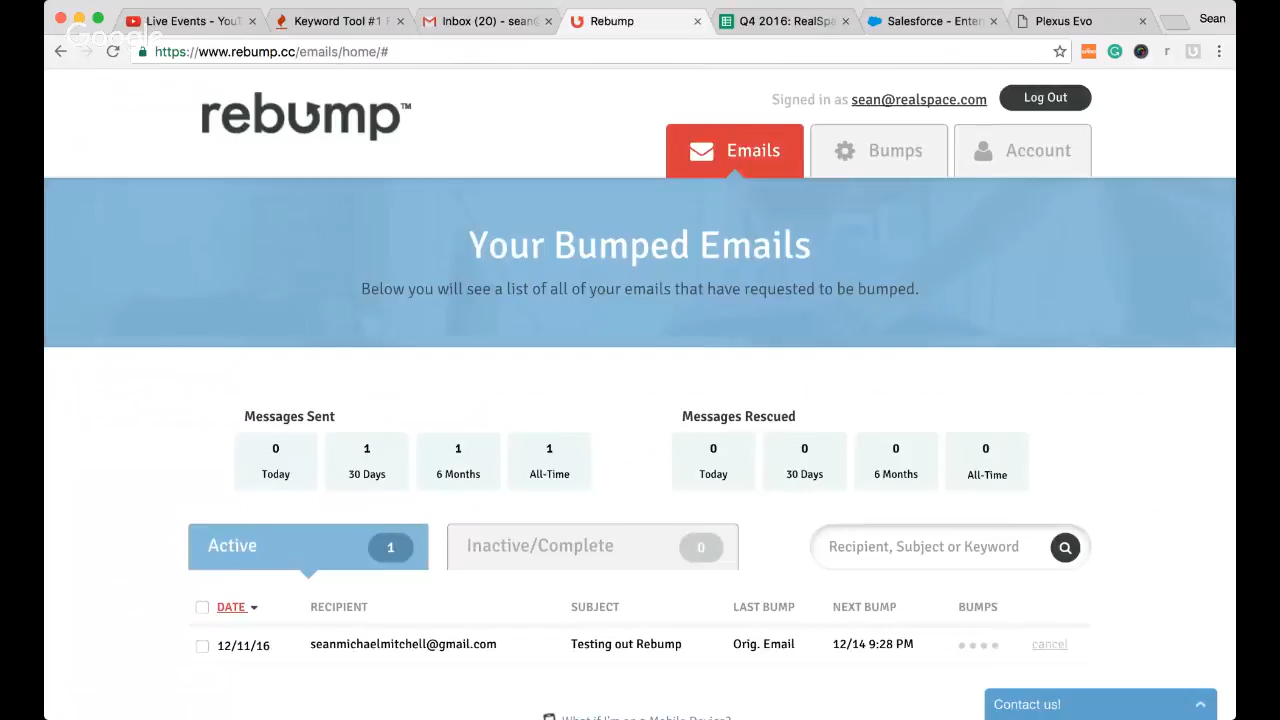 Live Events - YouT
Keyword Tool #1 F
Inbox (20) - sean@
Rebump
Q4 2016: RealSpa
Salesforce - Enter
Plexus Evo
Sean
Google
https://www.rebump.cc/emails/home/#
rebump™
Signed in as sean@realspace.com
Log Out
Emails
Bumps
Account
Your Bumped Emails
Below you will see a list of all of your emails that have requested to be bumped.
Messages Sent
Messages Rescued
0 1 1 1 0 0 0 0
Today 30 Days 6 Months All-Time Today 30 Days 6 Months All-Time
Active 1
Inactive/Complete 0
Recipient, Subject or Keyword
DATE RECIPIENT SUBJECT LAST BUMP NEXT BUMP BUMPS
12/11/16 seanmichaelmitchell@gmail.com Testing out Rebump Orig. Email 12/14 9:28 PM cancel
Contact us!
What if I'm on a Mobile Device?